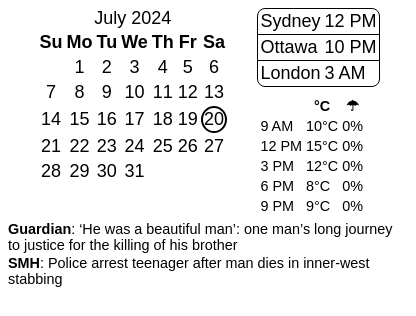 July 2024
Su Mo Tu We Th Fr Sa
1 2 3 4 5 6
7 8 9 10 11 12 13
14 15 16 17 18 19 20
21 22 23 24 25 26 27
28 29 30 31
Sydney 12 PM
Ottawa 10 PM
London 3 AM
°C ☂
9 AM 10°C 0%
12 PM 15°C 0%
3 PM 12°C 0%
6 PM 8°C 0%
9 PM 9°C 0%
Guardian: ‘He was a beautiful man’: one man’s long journey
to justice for the killing of his brother
SMH: Police arrest teenager after man dies in inner-west
stabbing